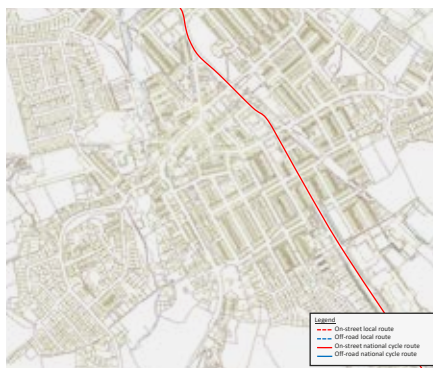 Legend
On-street local route
Off-road local route
On-street national cycle route
Off-road national cycle route